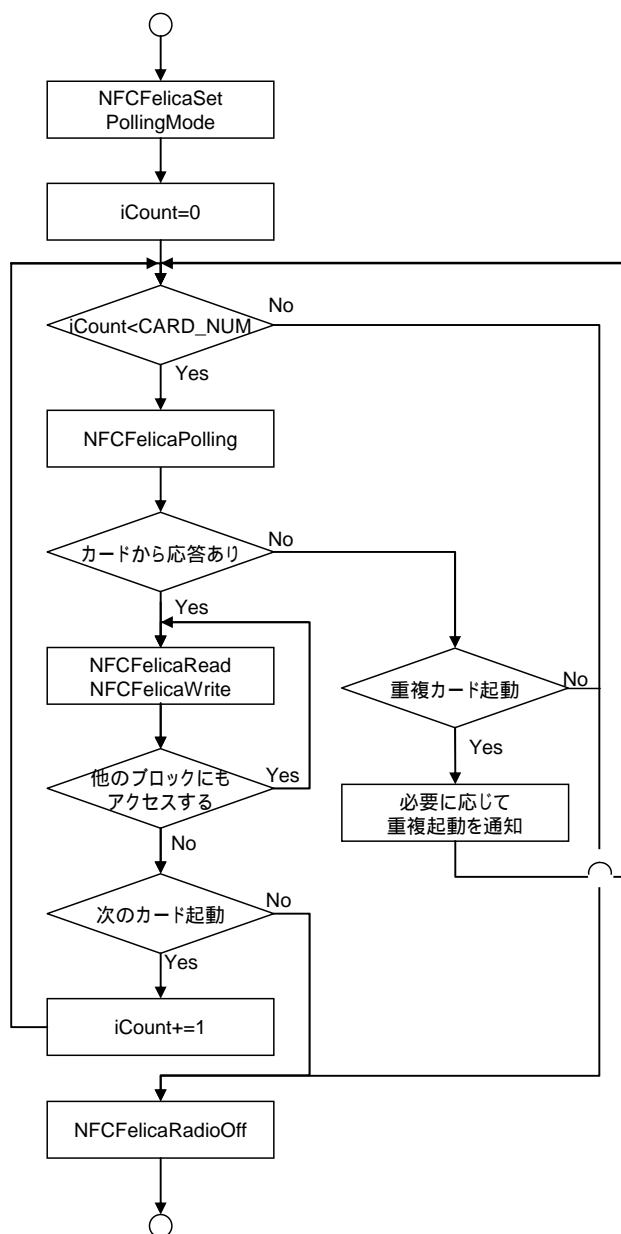 NFCFelicaSet
PollingMode
iCount=0
iCount<CARD_NUM
No
Yes
NFCFelicaPolling
カードから応答あり
No
Yes
NFCFelicaRead
NFCFelicaWrite
重複カード起動
No
Yes
他のブロックにも
アクセスする
Yes
No
必要に応じて
重複起動を通知
次のカード起動
No
Yes
iCount+=1
NFCFelicaRadioOff